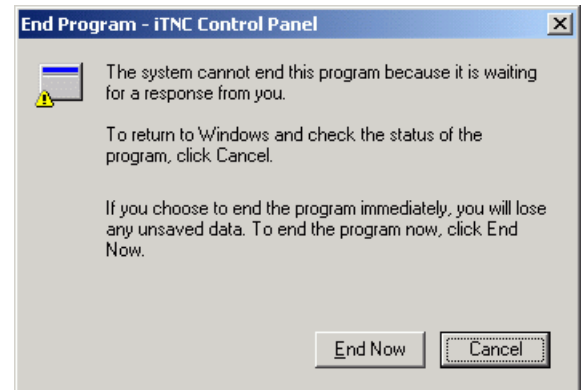 End Program - iTNC Control Panel
The system cannot end this program because it is waiting
for a response from you.
To return to Windows and check the status of the
program, click Cancel.
If you choose to end the program immediately, you will lose
any unsaved data. To end the program now, click End
Now.
End Now
Cancel